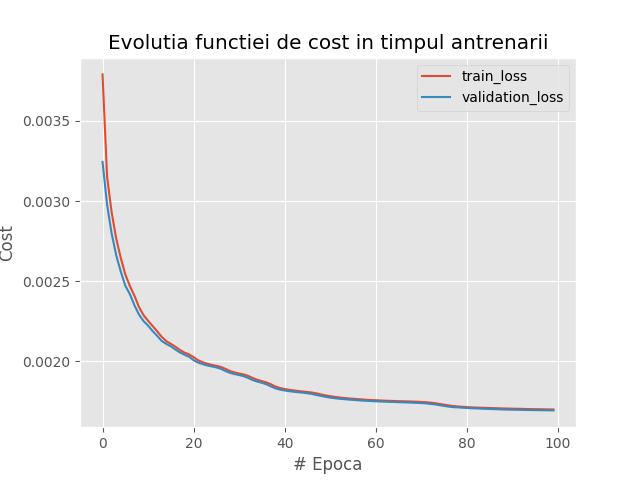 Evolutia functiei de cost in timpul antrenarii
train_loss
validation_loss
Cost
0.0035
0.0030
0.0025
0.0020
0 20 40 60 80 100
# Epoca